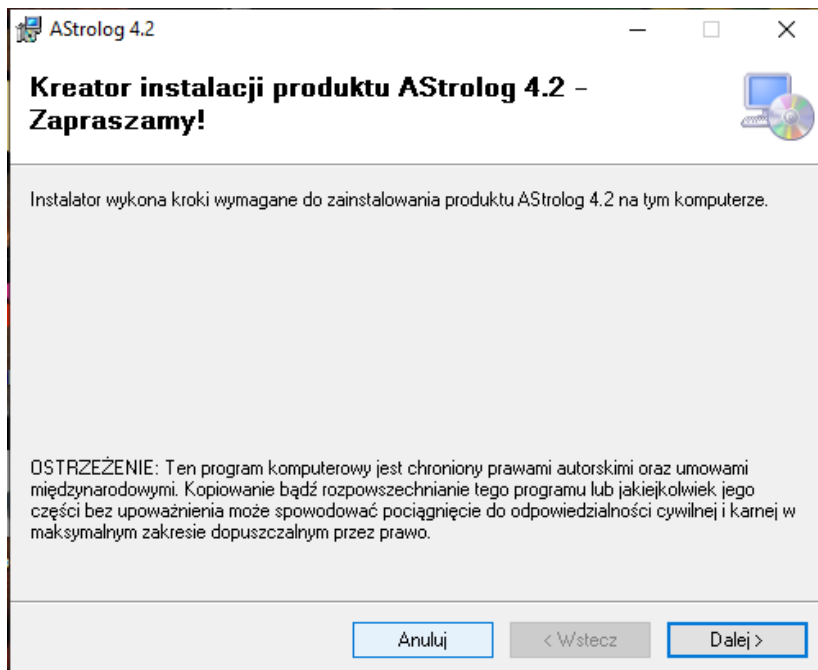 AStrolog 4.2
Kreator instalacji produktu AStrolog 4.2 –
Zapraszamy!
Instalator wykona kroki wymagane do zainstalowania produktu AStrolog 4.2 na tym komputerze.
OSTRZEŻENIE: Ten program komputerowy jest chroniony prawami autorskimi oraz umowami
międzynarodowymi. Kopiowanie bądź rozpowszechnianie tego programu lub jakiejkolwiek jego
części bez upoważnienia może spowodować pociągnięcie do odpowiedzialności cywilnej i karnej w
maksymalnym zakresie dopuszczalnym przez prawo.
Anuluj
< Wstecz
Dalej >